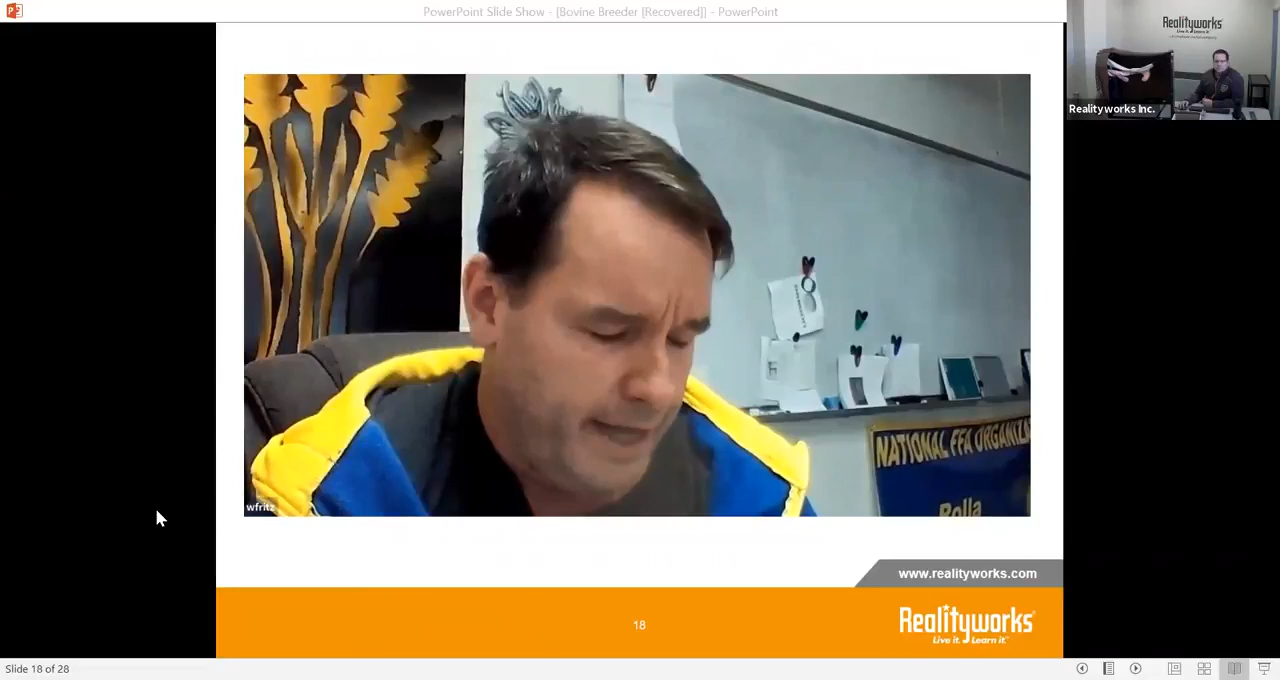 PowerPoint Slide Show - [Bovine Breeder [Recovered]] - PowerPoint
Realityworks
Live it. Learn it.
Realityworks Inc.
NATIONAL FFA ORGANIZA
Rolla
wfritz
www.realityworks.com
18
Realityworks
Live it. Learn it.
Slide 18 of 28